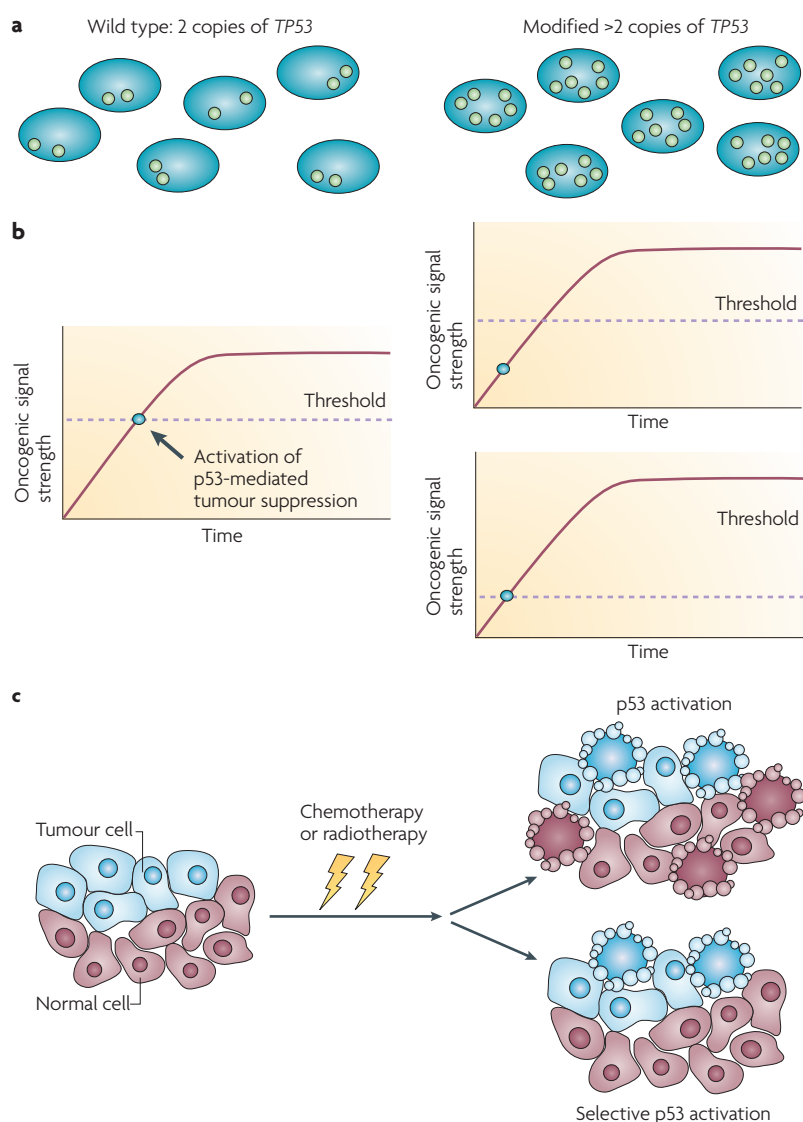 a
Wild type: 2 copies of TP53
Modified >2 copies of TP53
b
Oncogenic signal
strength
Threshold
Activation of
p53-mediated
tumour suppression
Time
Oncogenic signal
strength
Threshold
Time
Oncogenic signal
strength
Threshold
Time
c
p53 activation
Chemotherapy
or radiotherapy
Tumour cell
Normal cell
Selective p53 activation